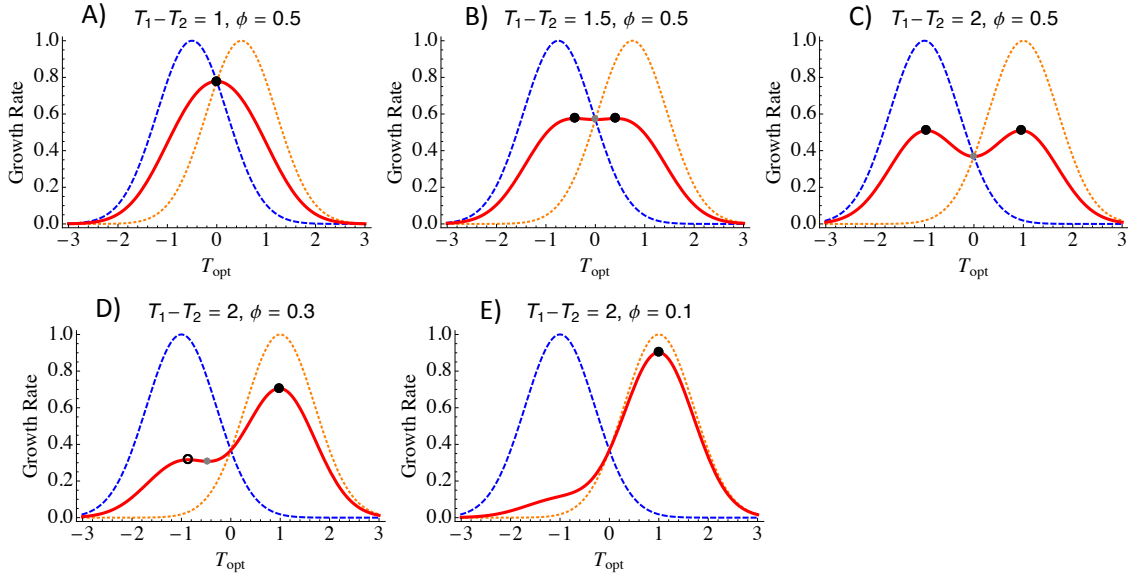 A) T₁−T₂ = 1, ϕ = 0.5
Growth Rate
1.0
0.8
0.6
0.4
0.2
0.0
−3 −2 −1 0 1 2 3
T_opt
B) T₁−T₂ = 1.5, ϕ = 0.5
Growth Rate
1.0
0.8
0.6
0.4
0.2
0.0
−3 −2 −1 0 1 2 3
T_opt
C) T₁−T₂ = 2, ϕ = 0.5
Growth Rate
1.0
0.8
0.6
0.4
0.2
0.0
−3 −2 −1 0 1 2 3
T_opt
D) T₁−T₂ = 2, ϕ = 0.3
Growth Rate
1.0
0.8
0.6
0.4
0.2
0.0
−3 −2 −1 0 1 2 3
T_opt
E) T₁−T₂ = 2, ϕ = 0.1
Growth Rate
1.0
0.8
0.6
0.4
0.2
0.0
−3 −2 −1 0 1 2 3
T_opt